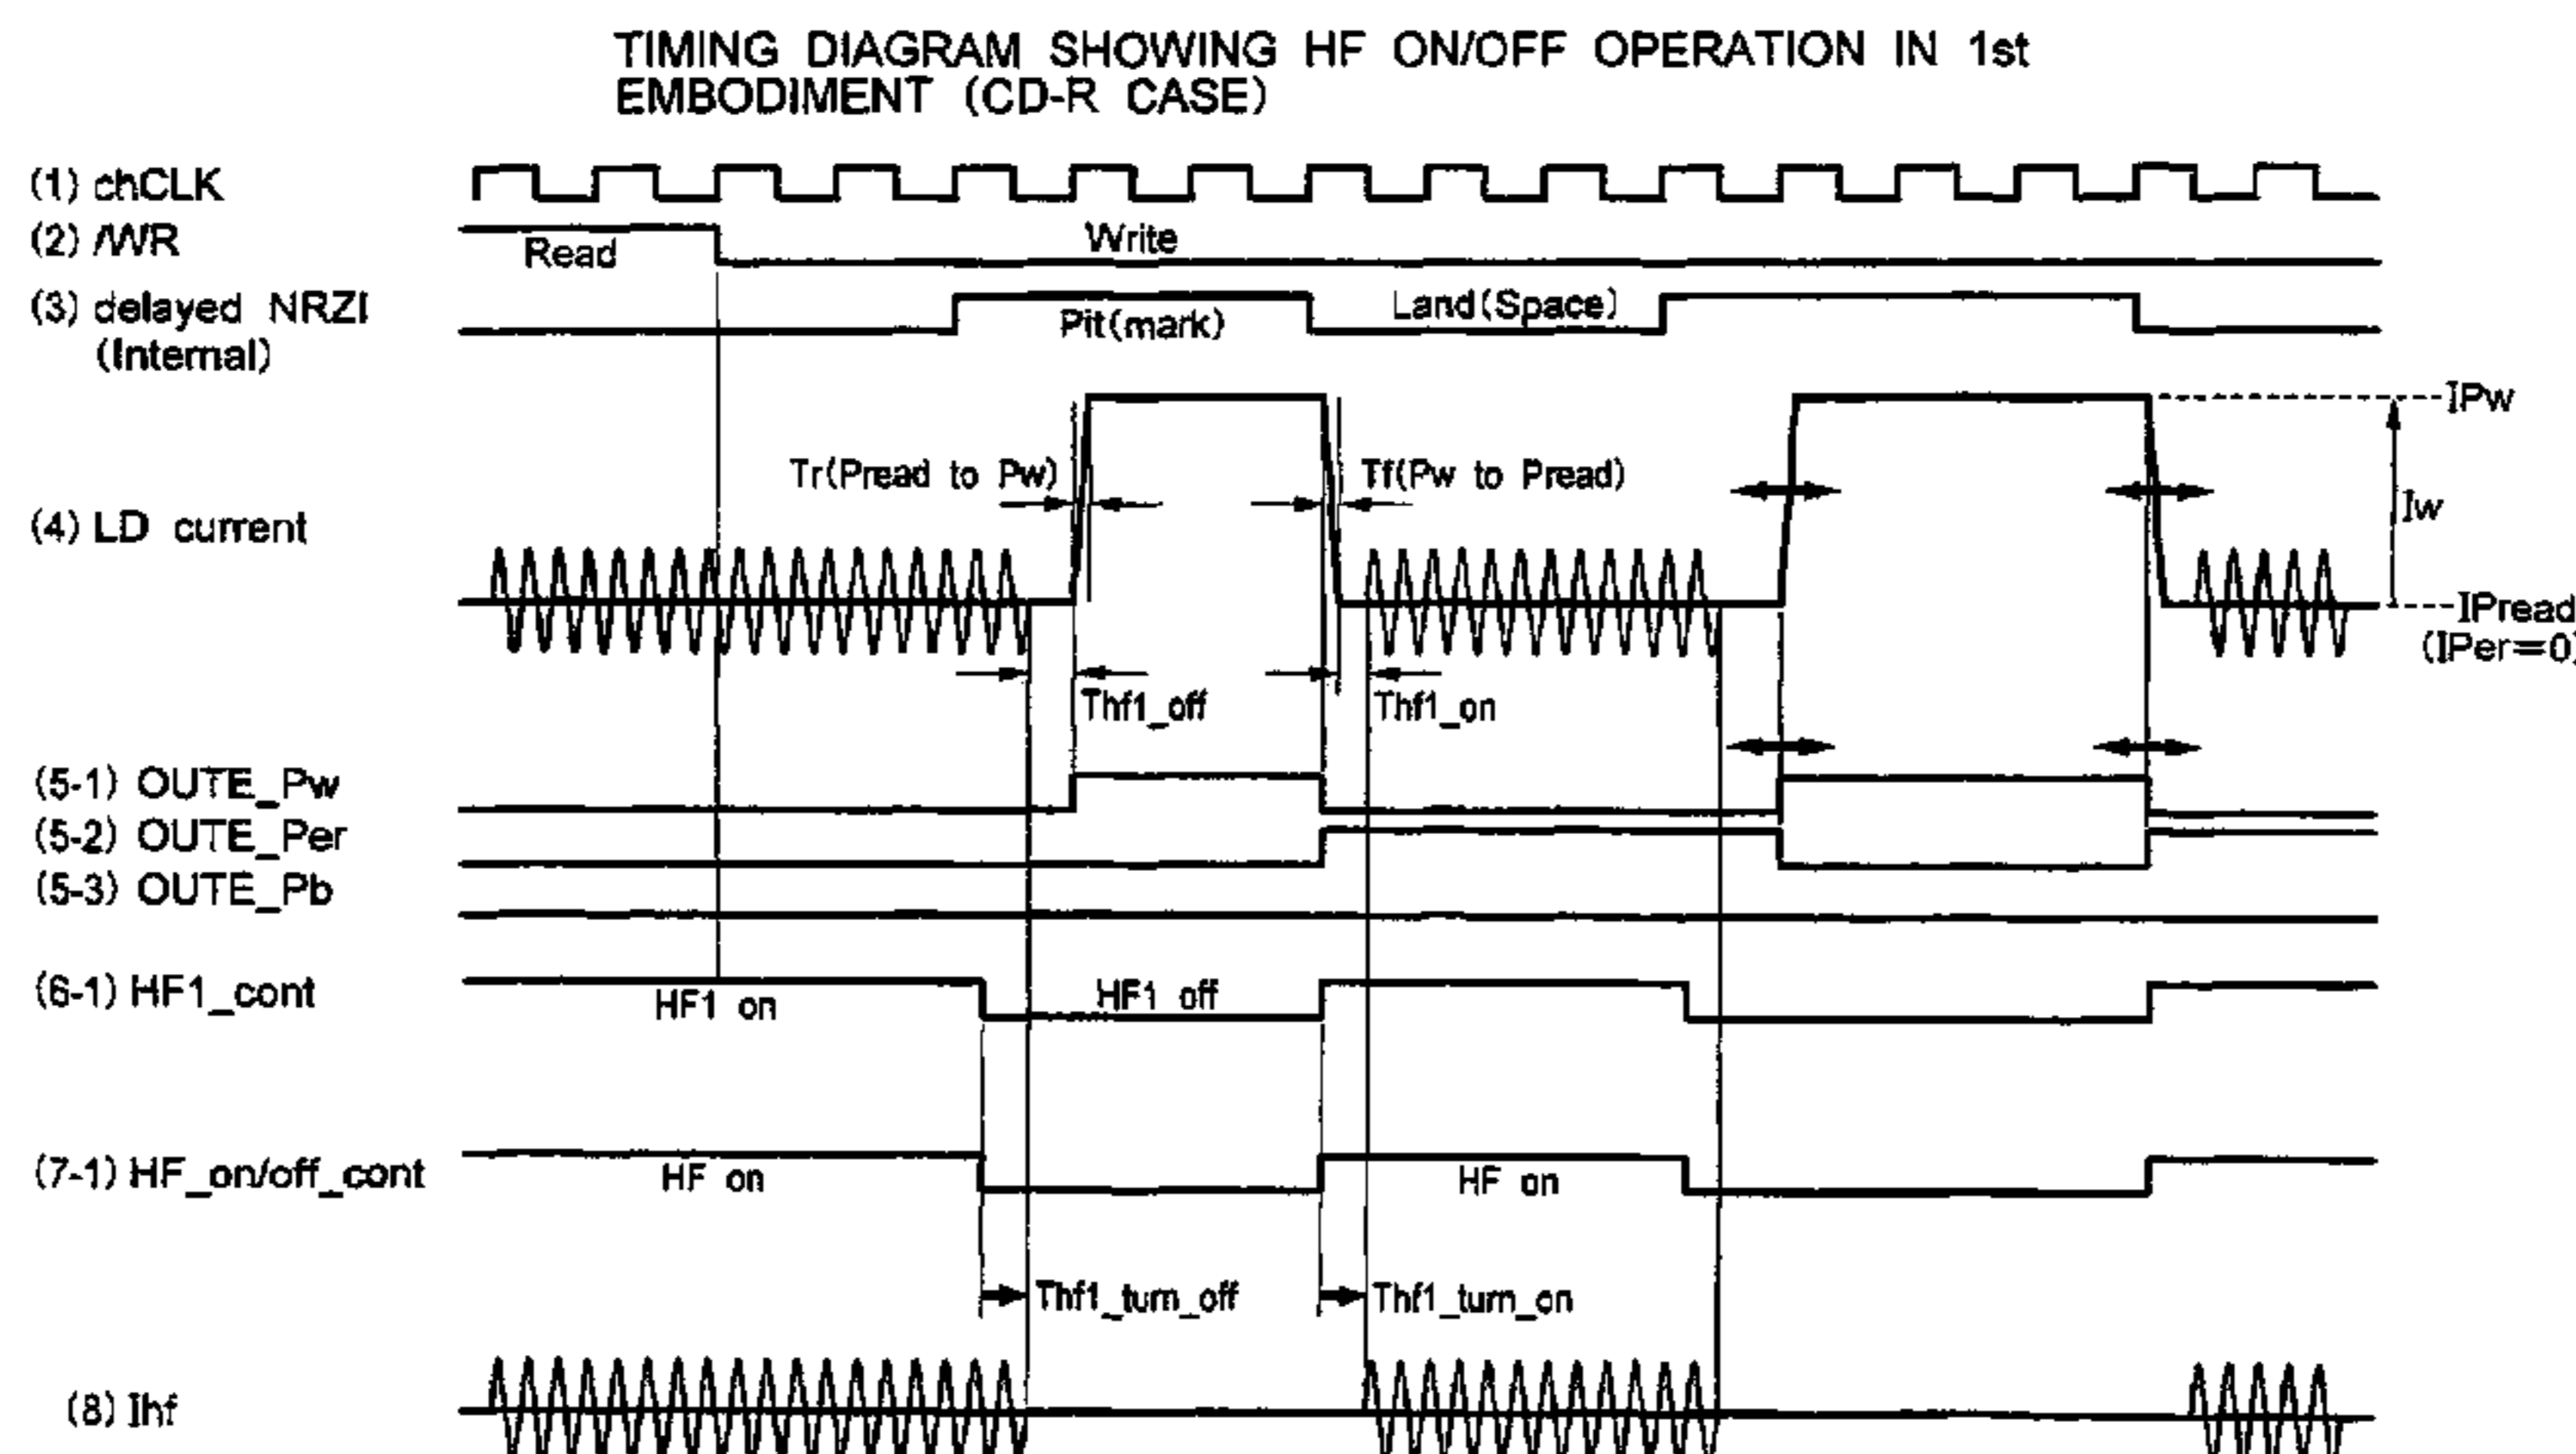 TIMING DIAGRAM SHOWING HF ON/OFF OPERATION IN 1st
EMBODIMENT (CD-R CASE)
(1) chCLK
(2) /WR
Read
Write
(3) delayed NRZI
(Internal)
Pit(mark)
Land(Space)
IPw
Tr(Pread to Pw)
Tf(Pw to Pread)
Iw
(4) LD current
IPread
(IPer=0)
Thf1_off
Thf1_on
(5-1) OUTE_Pw
(5-2) OUTE_Per
(5-3) OUTE_Pb
(6-1) HF1_cont
HF1 on
HF1 off
(7-1) HF_on/off_cont
HF on
HF on
Thf1_turn_off
Thf1_turn_on
(8) Ihf